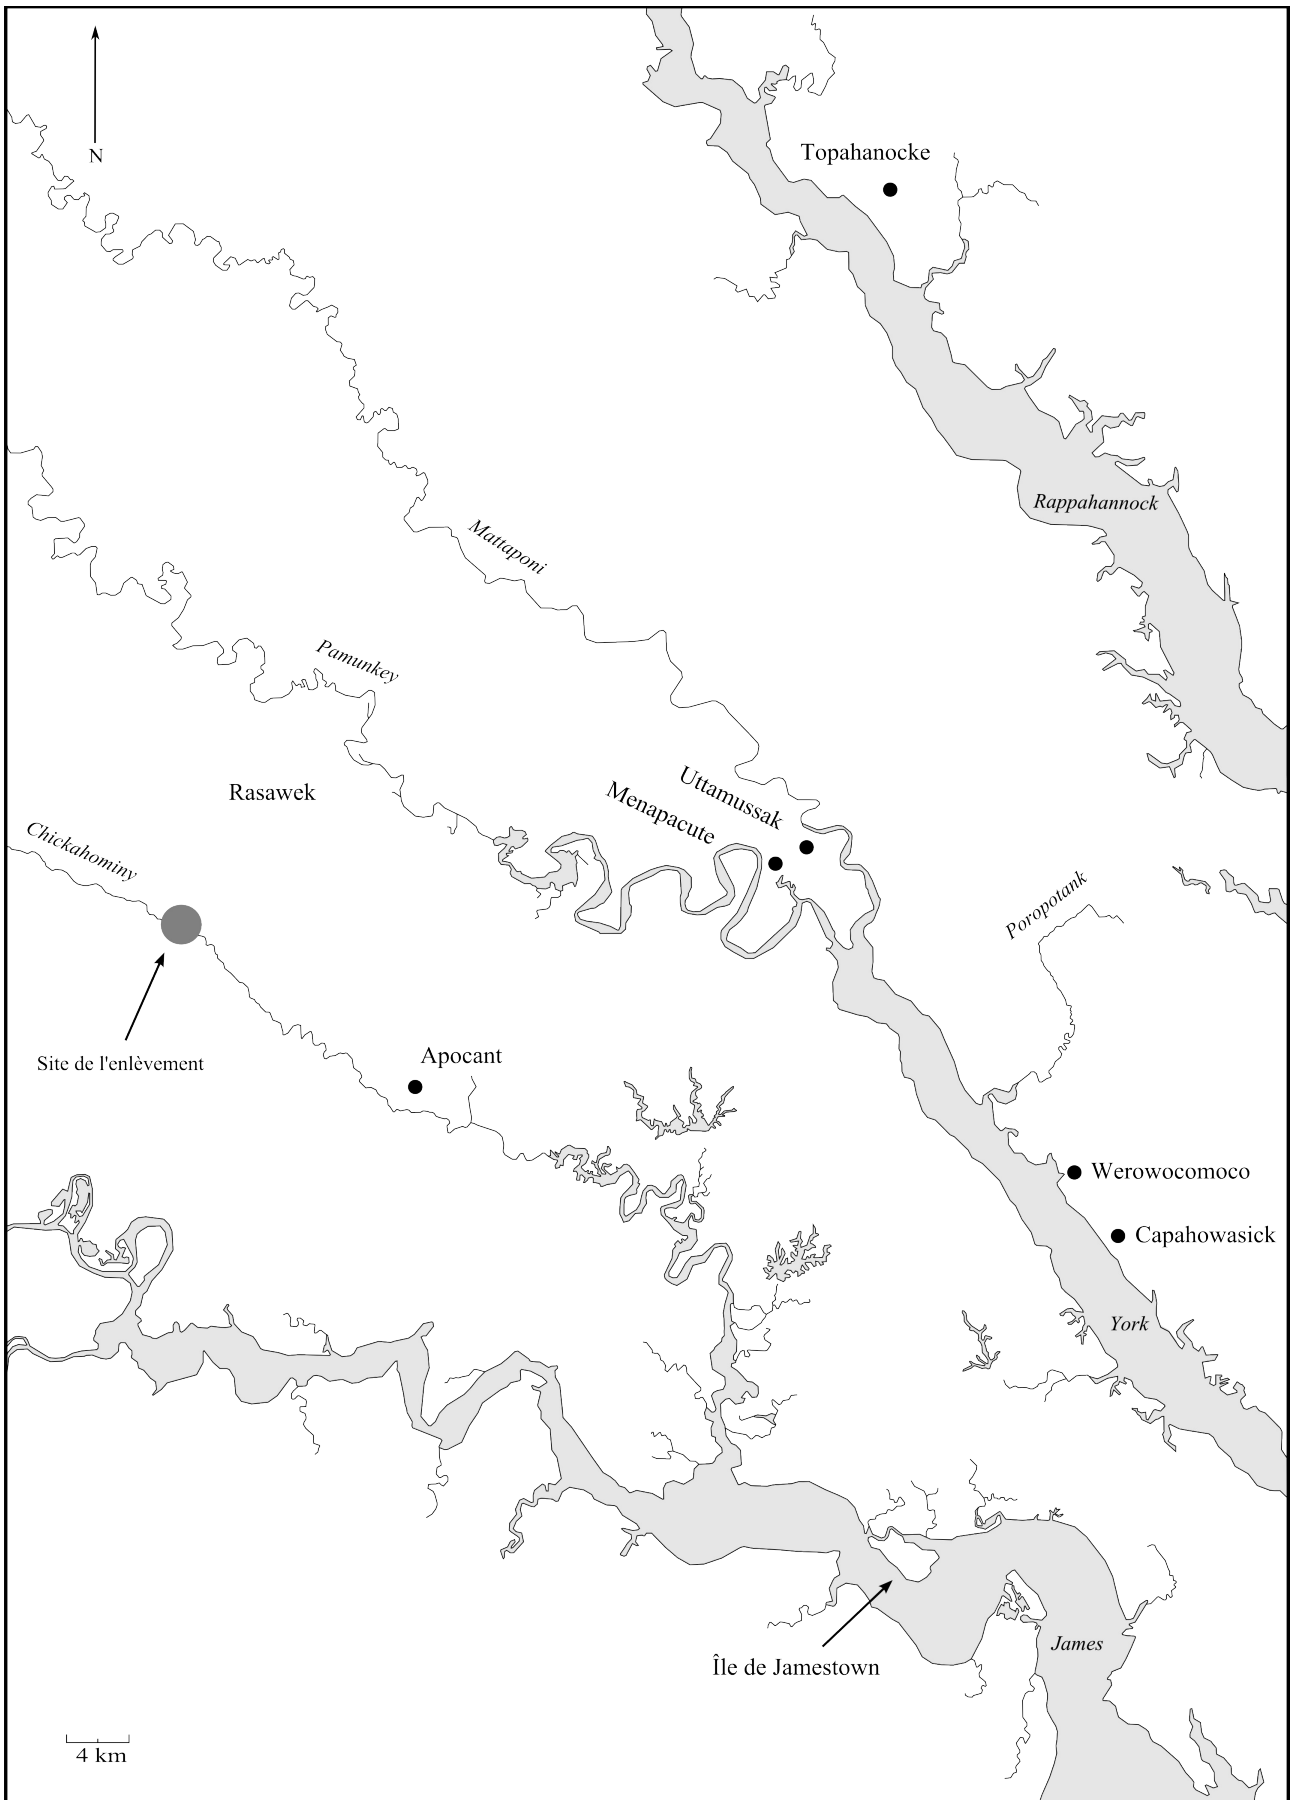 N
Topahanocke
Rappahannock
Mattaponi
Pamunkey
Rasawek
Uttamussak
Menapacute
Chickahominy
Poropotank
Site de l'enlèvement
Apocant
Werowocomoco
Capahowasick
York
James
Île de Jamestown
4 km